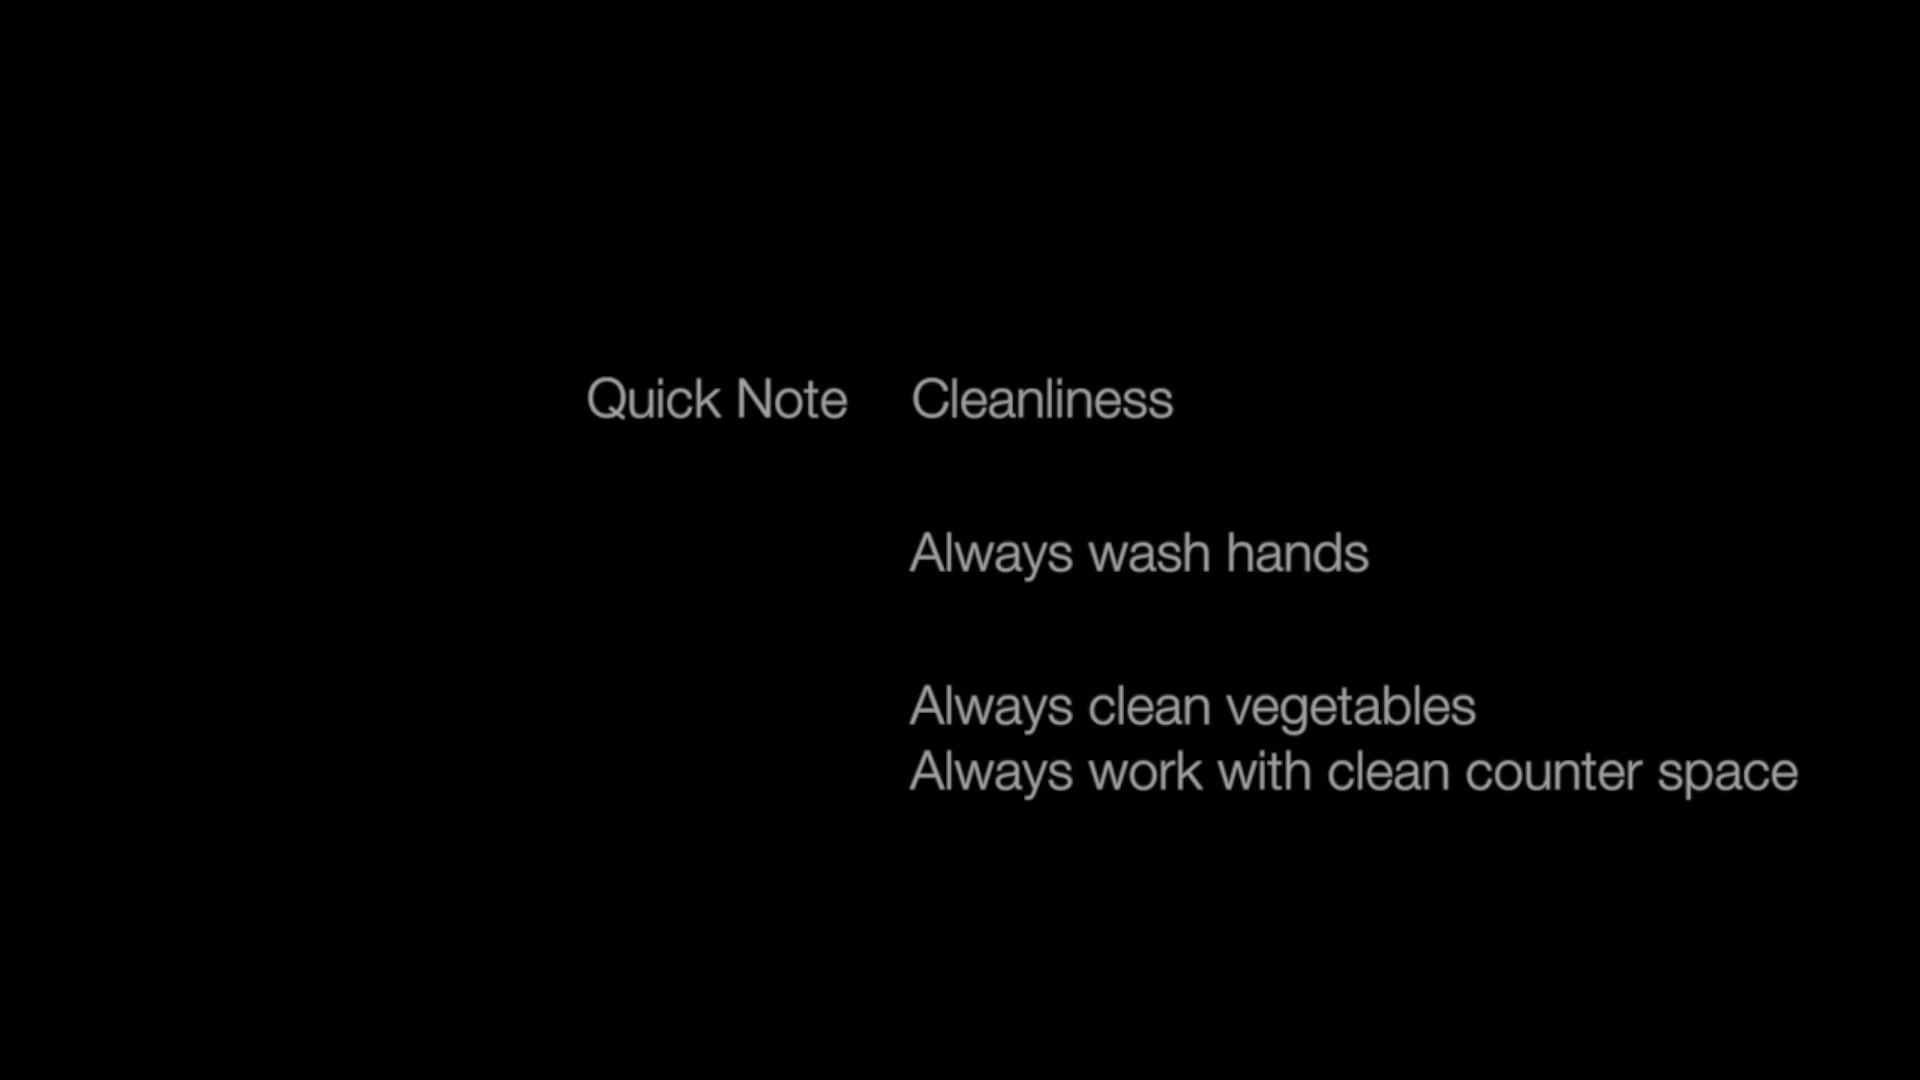 Quick Note Cleanliness
Always wash hands
Always clean vegetables
Always work with clean counter space